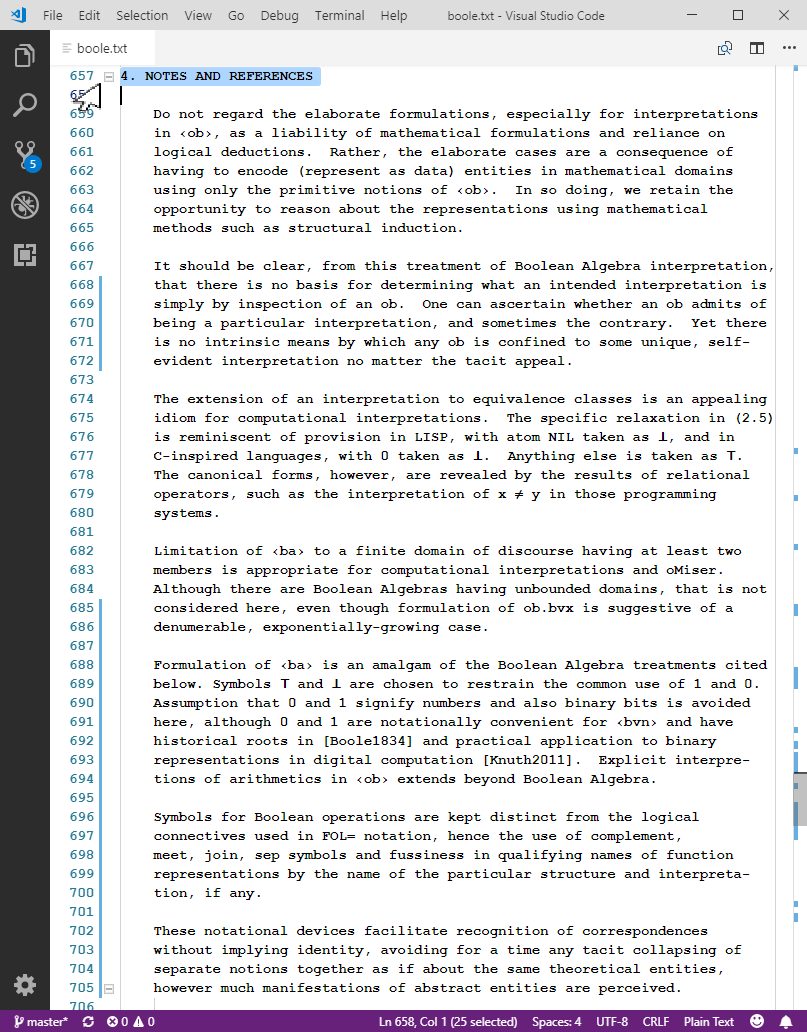 File Edit Selection View Go Debug Terminal Help boole.txt - Visual Studio Code
boole.txt
5
657 4. NOTES AND REFERENCES
659 Do not regard the elaborate formulations, especially for interpretations
660 in ‹ob›, as a liability of mathematical formulations and reliance on
661 logical deductions.  Rather, the elaborate cases are a consequence of
662 having to encode (represent as data) entities in mathematical domains
663 using only the primitive notions of ‹ob›.  In so doing, we retain the
664 opportunity to reason about the representations using mathematical
665 methods such as structural induction.
666
667 It should be clear, from this treatment of Boolean Algebra interpretation,
668 that there is no basis for determining what an intended interpretation is
669 simply by inspection of an ob.  One can ascertain whether an ob admits of
670 being a particular interpretation, and sometimes the contrary.  Yet there
671 is no intrinsic means by which any ob is confined to some unique, self-
672 evident interpretation no matter the tacit appeal.
673
674 The extension of an interpretation to equivalence classes is an appealing
675 idiom for computational interpretations.  The specific relaxation in (2.5)
676 is reminiscent of provision in LISP, with atom NIL taken as ⊥, and in
677 C-inspired languages, with 0 taken as ⊥.  Anything else is taken as ⊤.
678 The canonical forms, however, are revealed by the results of relational
679 operators, such as the interpretation of x ≠ y in those programming
680 systems.
681
682 Limitation of ‹ba› to a finite domain of discourse having at least two
683 members is appropriate for computational interpretations and oMiser.
684 Although there are Boolean Algebras having unbounded domains, that is not
685 considered here, even though formulation of ob.bvx is suggestive of a
686 denumerable, exponentially-growing case.
687
688 Formulation of ‹ba› is an amalgam of the Boolean Algebra treatments cited
689 below. Symbols ⊤ and ⊥ are chosen to restrain the common use of 1 and 0.
690 Assumption that 0 and 1 signify numbers and also binary bits is avoided
691 here, although 0 and 1 are notationally convenient for ‹bvn› and have
692 historical roots in [Boole1834] and practical application to binary
693 representations in digital computation [Knuth2011].  Explicit interpre-
694 tions of arithmetics in ‹ob› extends beyond Boolean Algebra.
695
696 Symbols for Boolean operations are kept distinct from the logical
697 connectives used in FOL= notation, hence the use of complement,
698 meet, join, sep symbols and fussiness in qualifying names of function
699 representations by the name of the particular structure and interpreta-
700 tion, if any.
701
702 These notational devices facilitate recognition of correspondences
703 without implying identity, avoiding for a time any tacit collapsing of
704 separate notions together as if about the same theoretical entities,
705 however much manifestations of abstract entities are perceived.
706
master* 0 0 Ln 658, Col 1 (25 selected) Spaces: 4 UTF-8 CRLF Plain Text